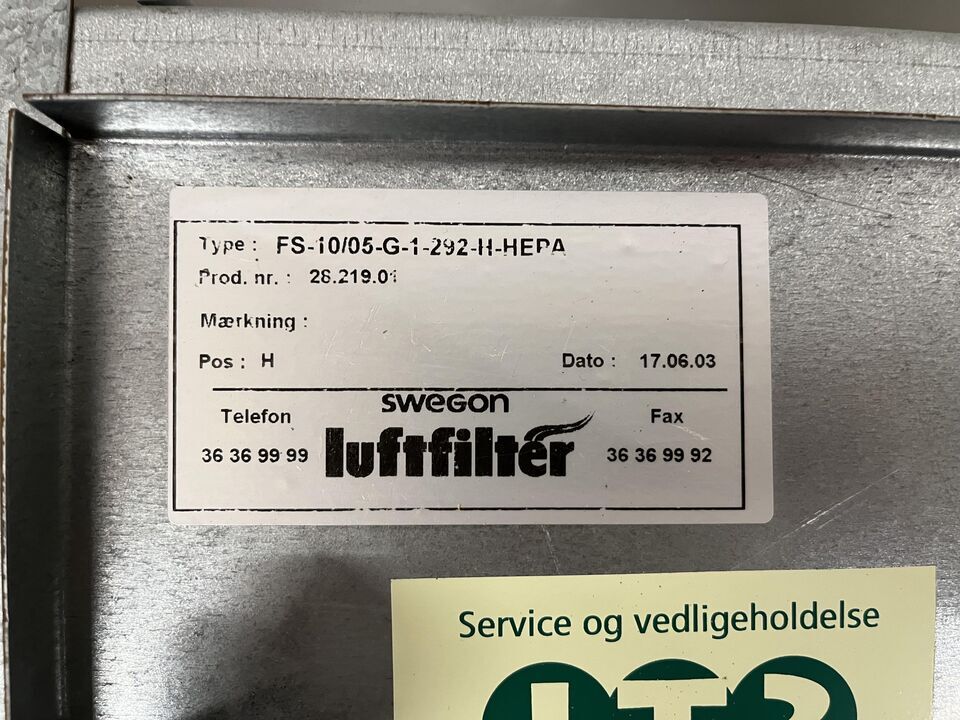 Type : FS-10/05-G-1-292-H-HEPA
Prod. nr. : 28.219.01
Mærkning :
Pos : H Dato : 17.06.03
swegon
Telefon luftfilter Fax
36 36 99 99 36 36 99 92
Service og vedligeholdelse